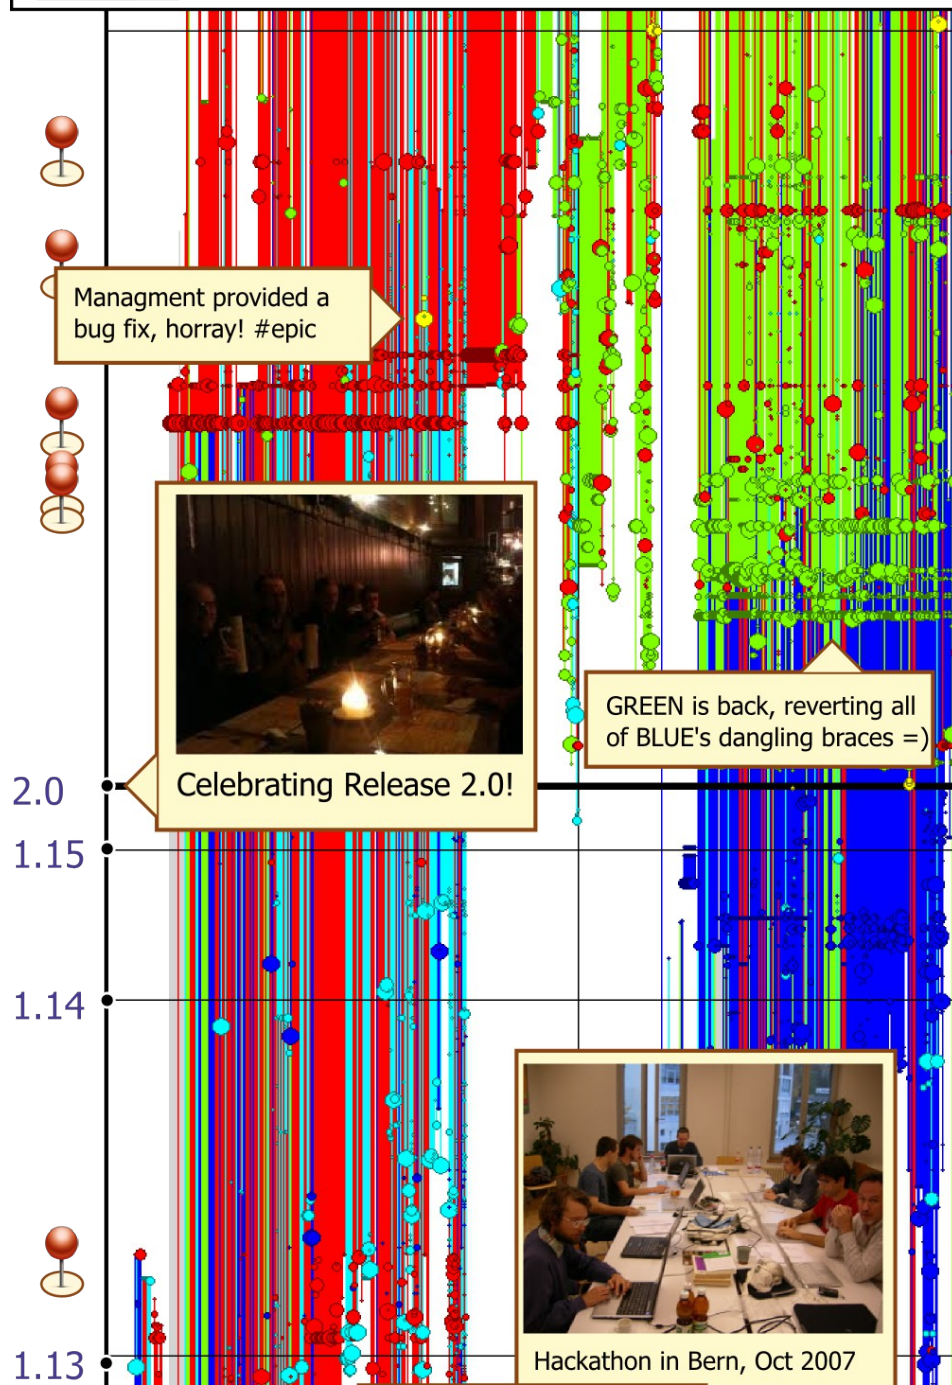 Managment provided a
bug fix, horray! #epic
GREEN is back, reverting all
of BLUE's dangling braces =)
Celebrating Release 2.0!
2.0
1.15
1.14
Hackathon in Bern, Oct 2007
1.13